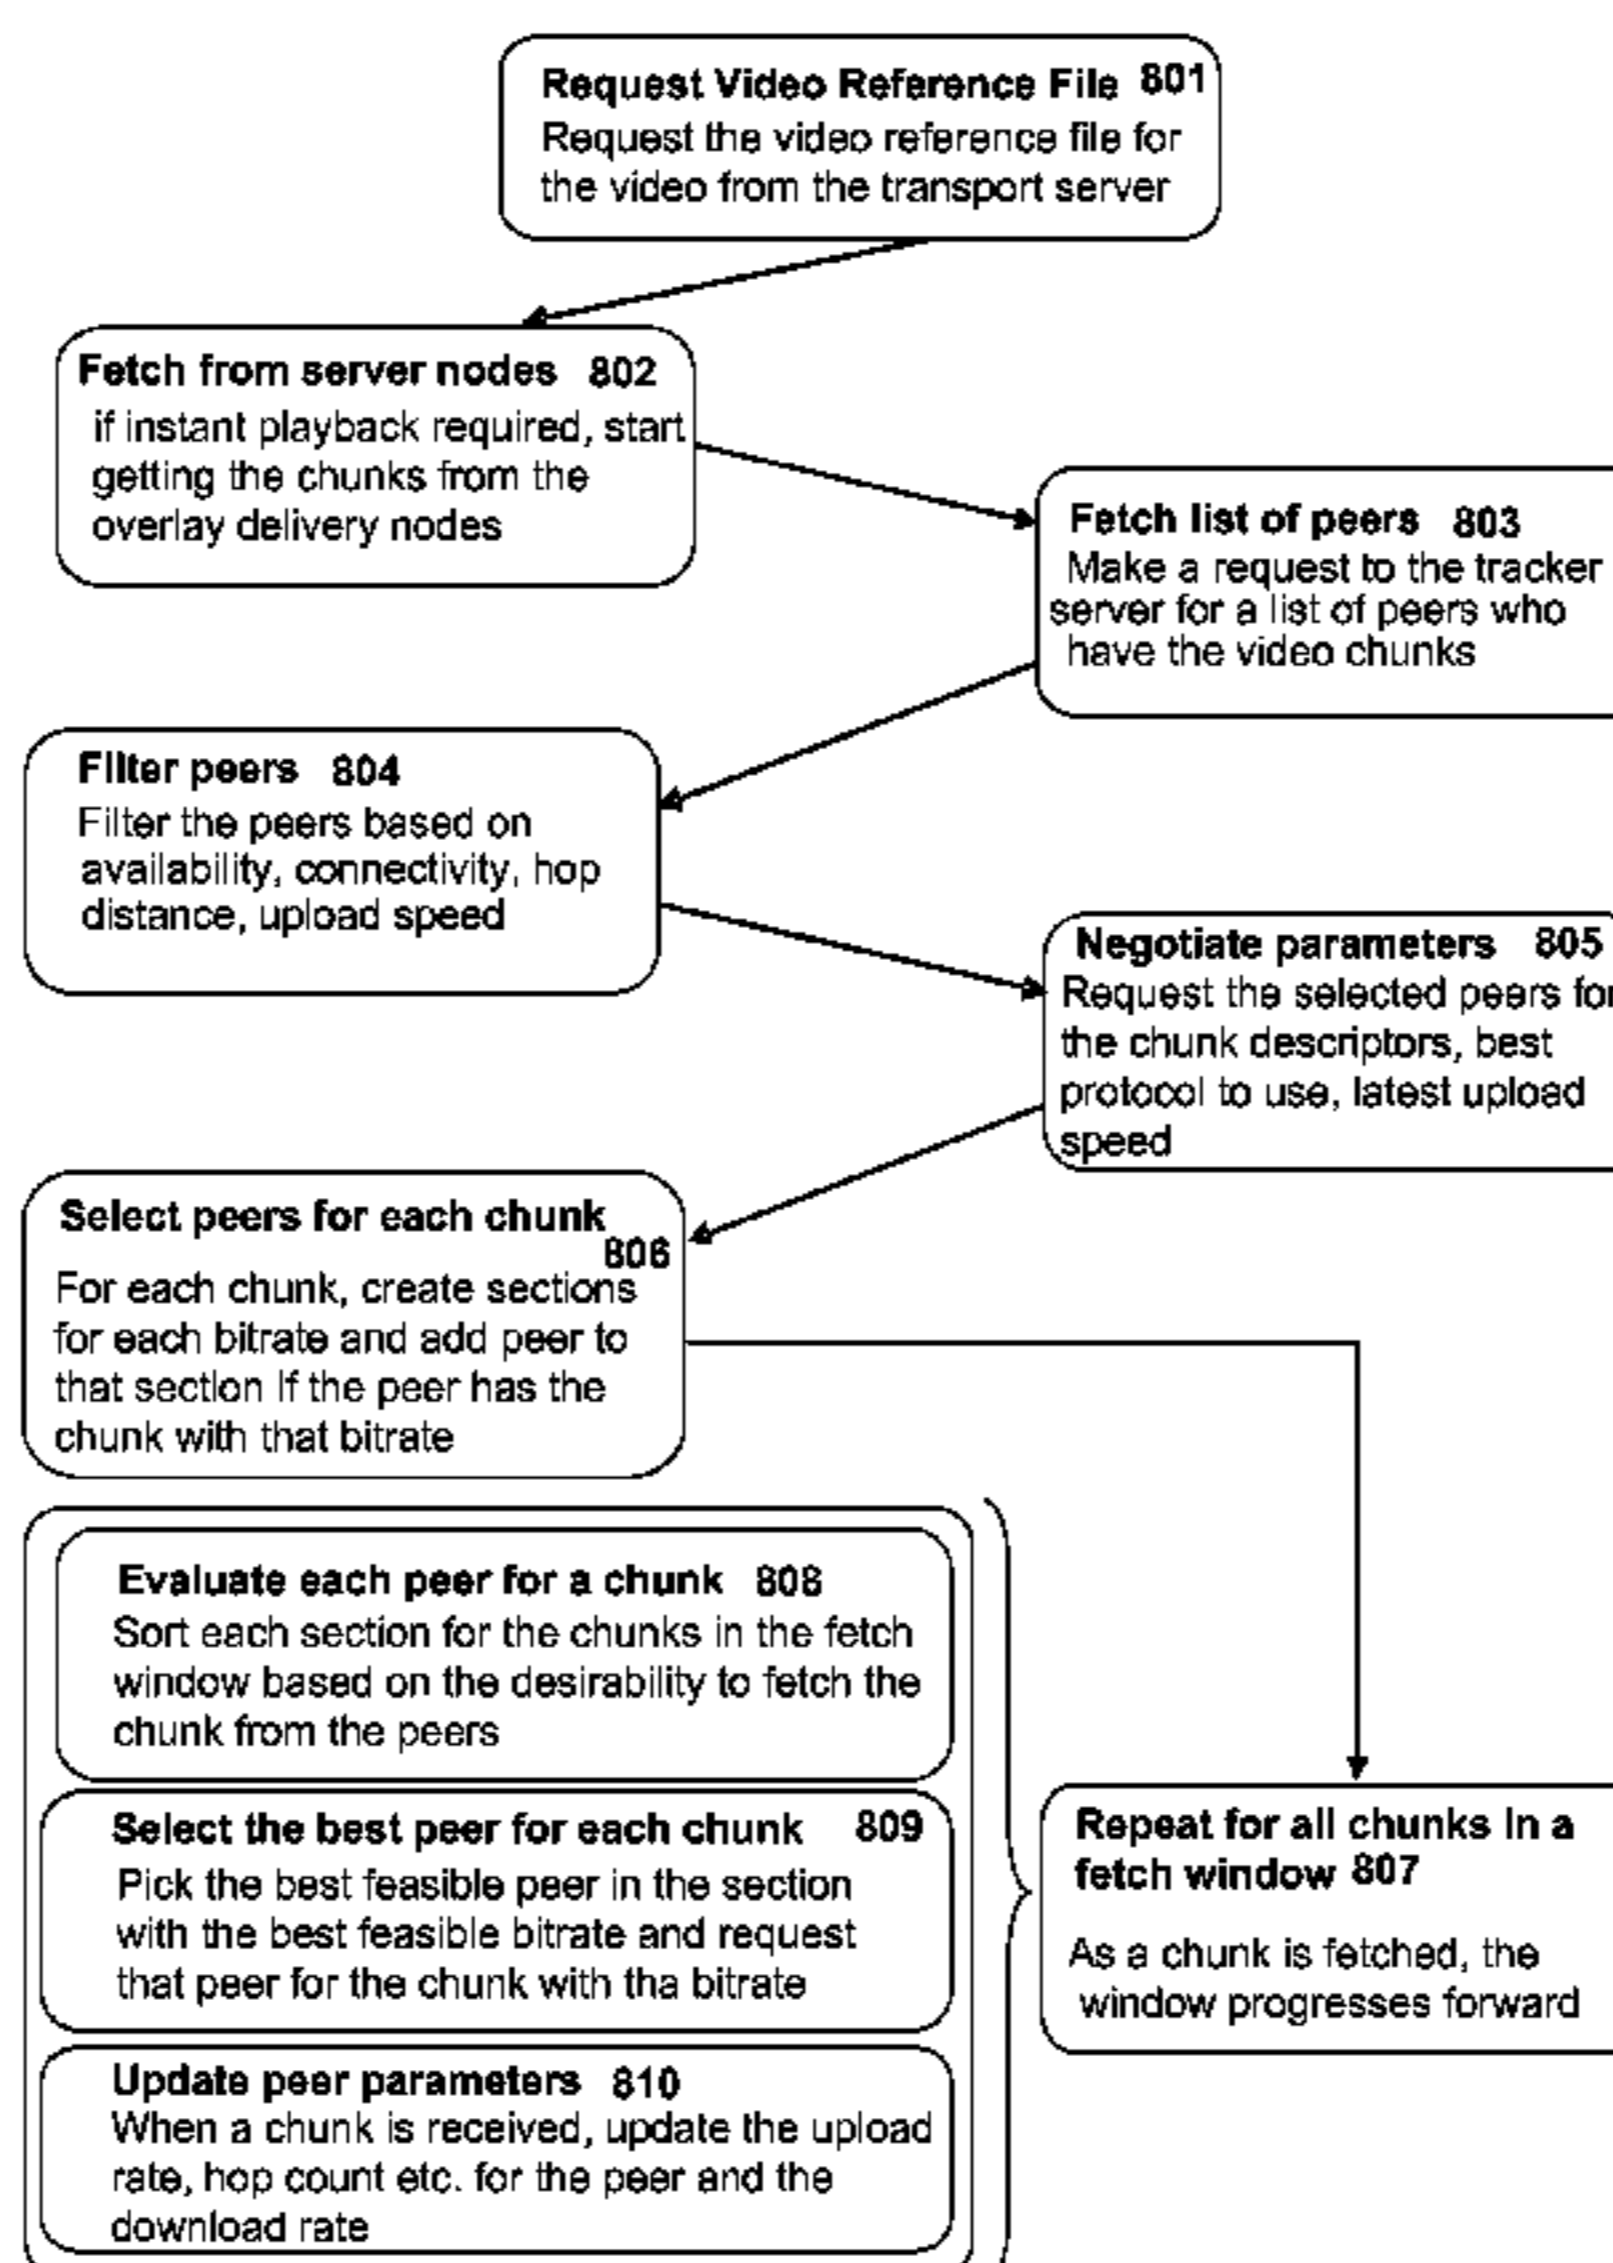 Request Video Reference File 801
Request the video reference file for
the video from the transport server
Fetch from server nodes 802
if instant playback required, start
getting the chunks from the
overlay delivery nodes
Fetch list of peers 803
Make a request to the tracker
server for a list of peers who
have the video chunks
Filter peers 804
Filter the peers based on
availability, connectivity, hop
distance, upload speed
Negotiate parameters 805
Request the selected peers for
the chunk descriptors, best
protocol to use, latest upload
speed
Select peers for each chunk
806
For each chunk, create sections
for each bitrate and add peer to
that section if the peer has the
chunk with that bitrate
Evaluate each peer for a chunk 808
Sort each section for the chunks in the fetch
window based on the desirability to fetch the
chunk from the peers
Select the best peer for each chunk 809
Pick the best feasible peer in the section
with the best feasible bitrate and request
that peer for the chunk with tha bitrate
Update peer parameters 810
When a chunk is received, update the upload
rate, hop count etc. for the peer and the
download rate
Repeat for all chunks in a
fetch window 807
As a chunk is fetched, the
window progresses forward